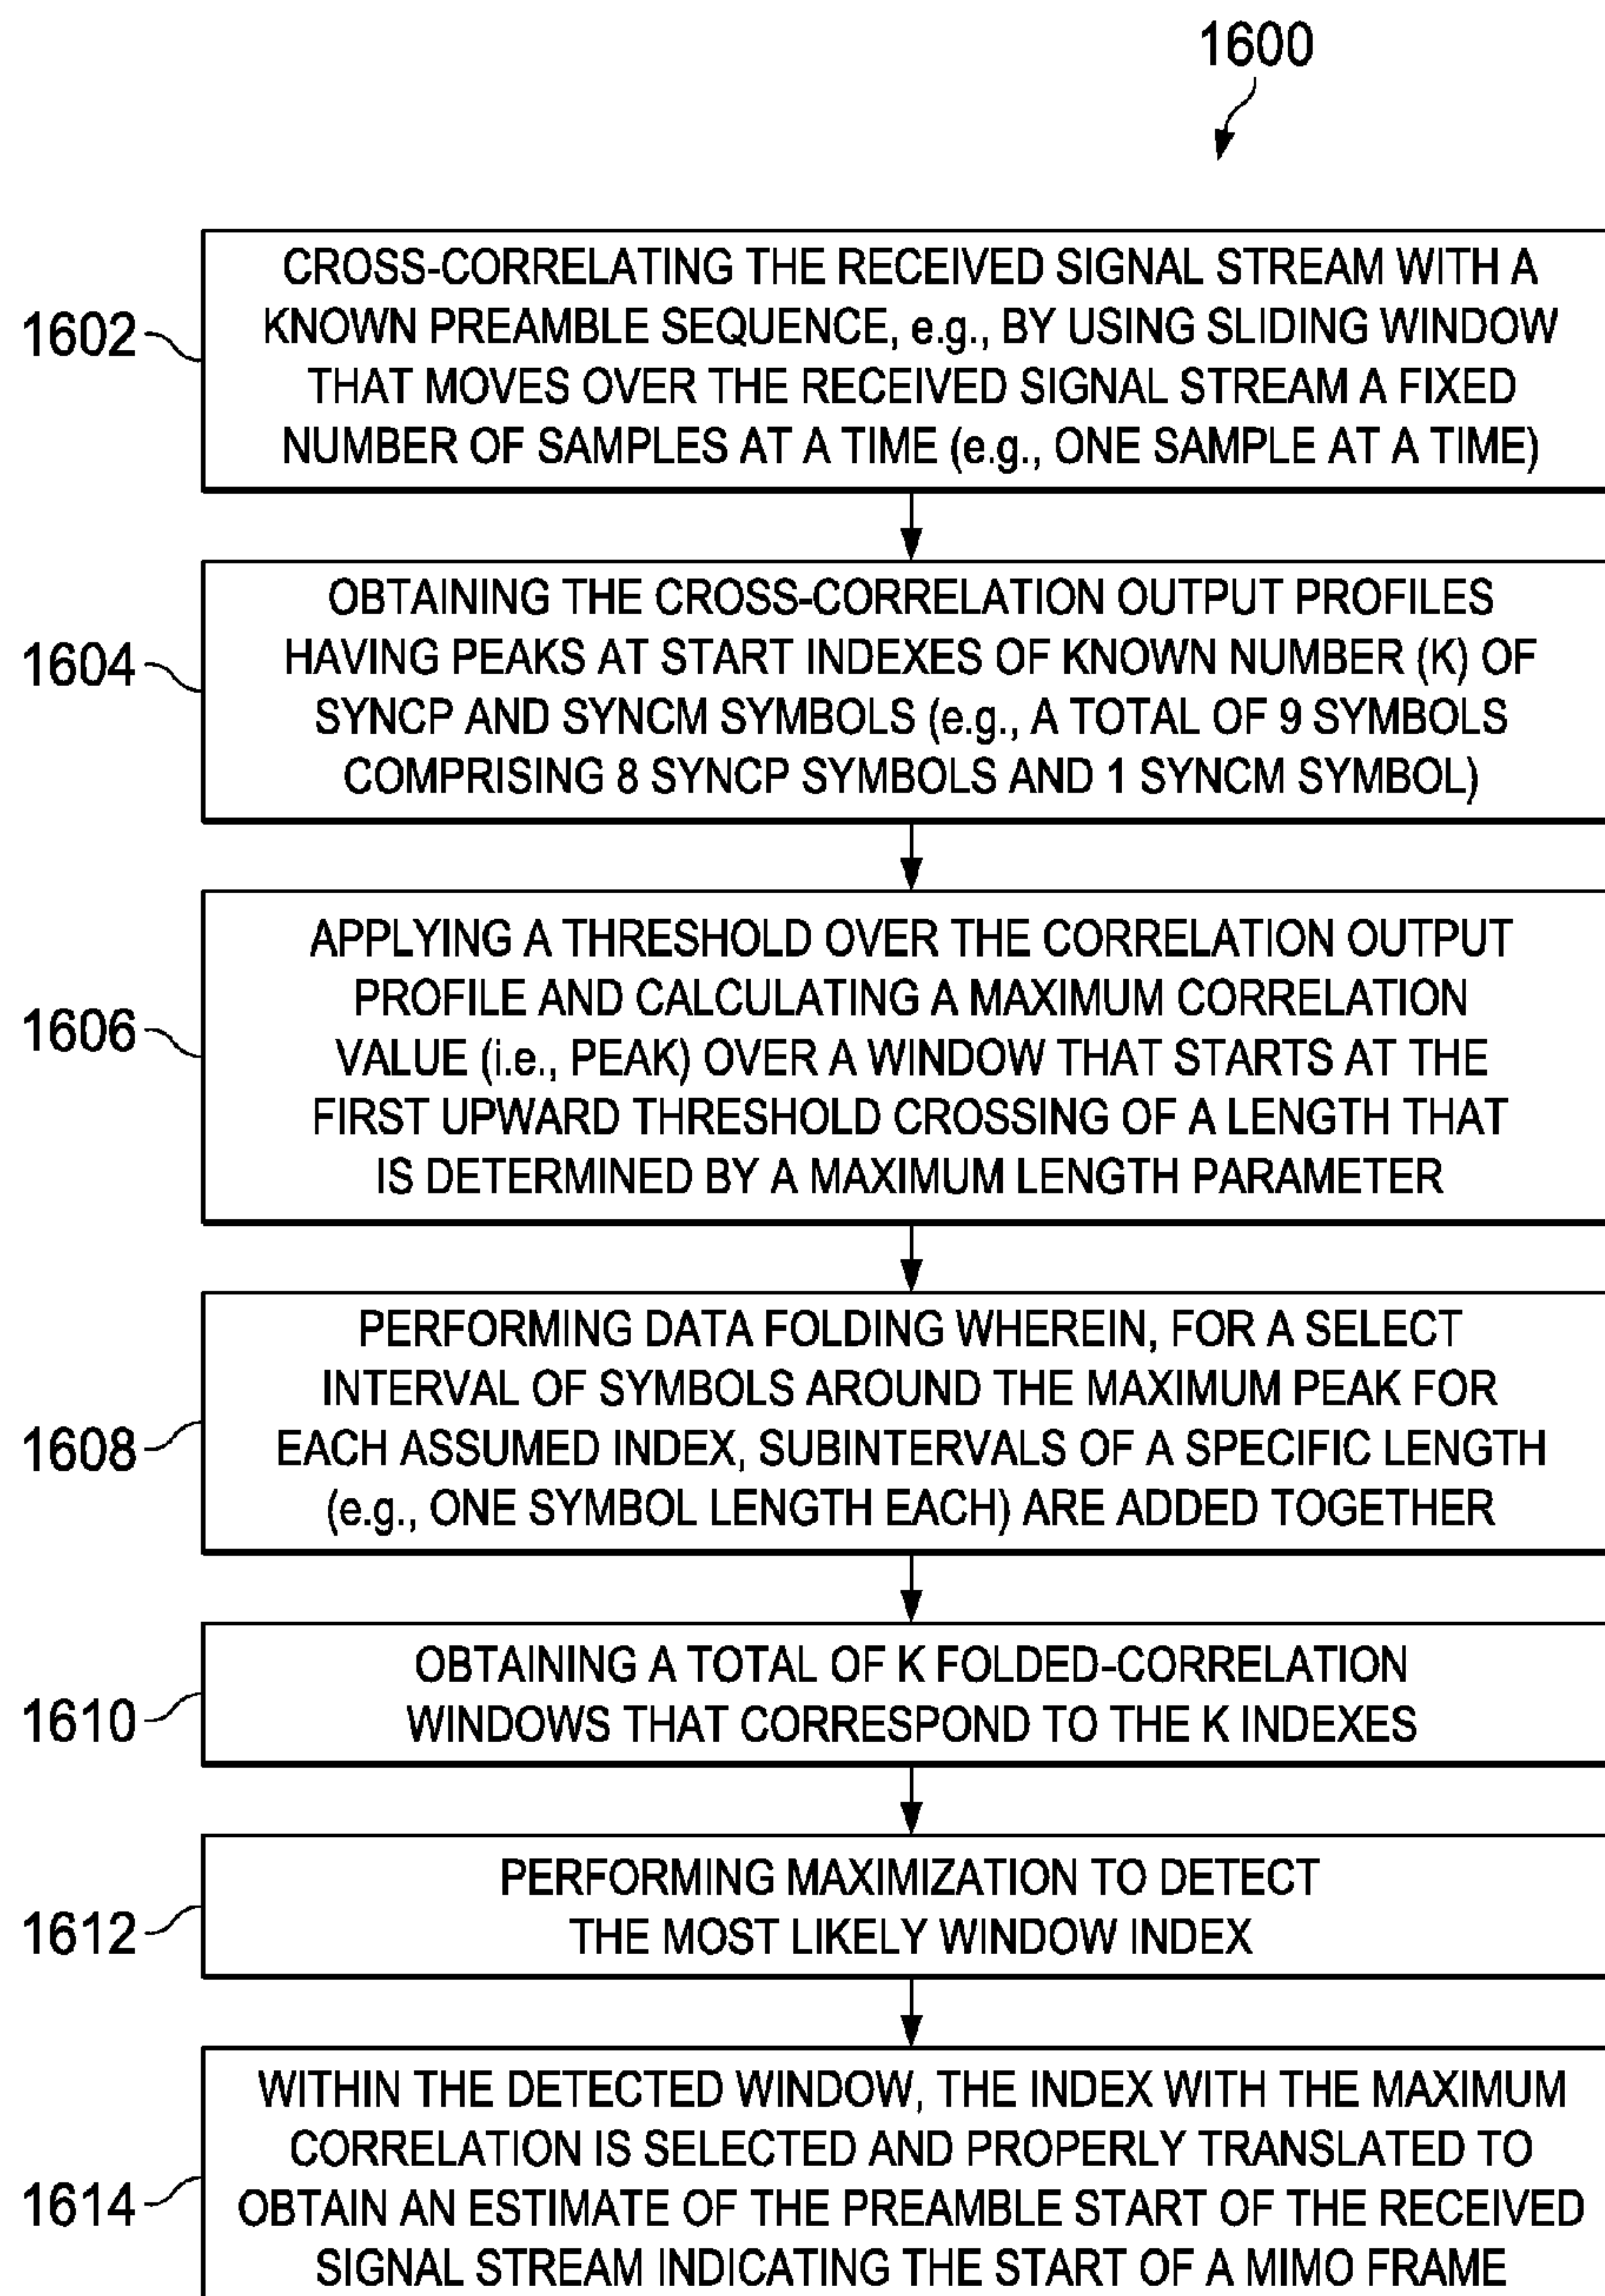 1600
1602
CROSS-CORRELATING THE RECEIVED SIGNAL STREAM WITH A
KNOWN PREAMBLE SEQUENCE, e.g., BY USING SLIDING WINDOW
THAT MOVES OVER THE RECEIVED SIGNAL STREAM A FIXED
NUMBER OF SAMPLES AT A TIME (e.g., ONE SAMPLE AT A TIME)
1604
OBTAINING THE CROSS-CORRELATION OUTPUT PROFILES
HAVING PEAKS AT START INDEXES OF KNOWN NUMBER (K) OF
SYNCP AND SYNCM SYMBOLS (e.g., A TOTAL OF 9 SYMBOLS
COMPRISING 8 SYNCP SYMBOLS AND 1 SYNCM SYMBOL)
1606
APPLYING A THRESHOLD OVER THE CORRELATION OUTPUT
PROFILE AND CALCULATING A MAXIMUM CORRELATION
VALUE (i.e., PEAK) OVER A WINDOW THAT STARTS AT THE
FIRST UPWARD THRESHOLD CROSSING OF A LENGTH THAT
IS DETERMINED BY A MAXIMUM LENGTH PARAMETER
1608
PERFORMING DATA FOLDING WHEREIN, FOR A SELECT
INTERVAL OF SYMBOLS AROUND THE MAXIMUM PEAK FOR
EACH ASSUMED INDEX, SUBINTERVALS OF A SPECIFIC LENGTH
(e.g., ONE SYMBOL LENGTH EACH) ARE ADDED TOGETHER
1610
OBTAINING A TOTAL OF K FOLDED-CORRELATION
WINDOWS THAT CORRESPOND TO THE K INDEXES
1612
PERFORMING MAXIMIZATION TO DETECT
THE MOST LIKELY WINDOW INDEX
1614
WITHIN THE DETECTED WINDOW, THE INDEX WITH THE MAXIMUM
CORRELATION IS SELECTED AND PROPERLY TRANSLATED TO
OBTAIN AN ESTIMATE OF THE PREAMBLE START OF THE RECEIVED
SIGNAL STREAM INDICATING THE START OF A MIMO FRAME